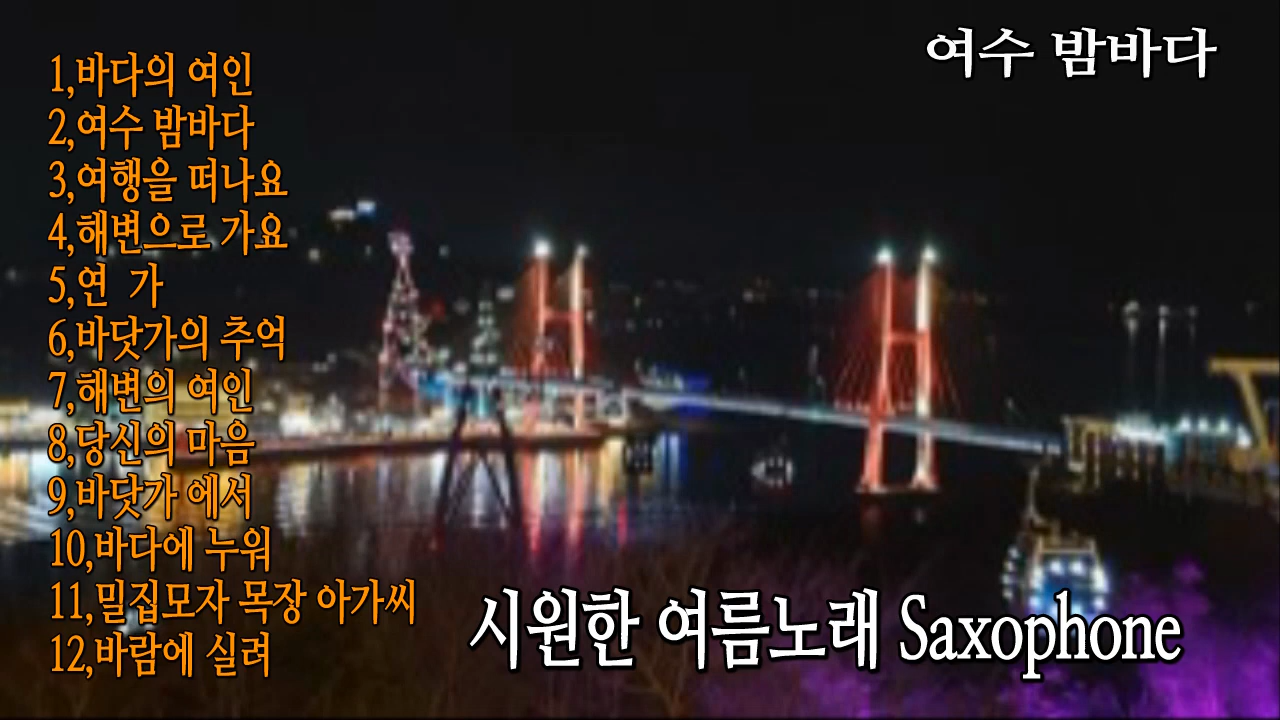 여수 밤바다
1,바다의 여인
2,여수 밤바다
3,여행을 떠나요
4,해변으로 가요
5,연 가
6,바닷가의 추억
7,해변의 여인
8,당신의 마음
9,바닷가 에서
10,바다에 누워
11,밀집모자 목장 아가씨
12,바람에 실려
시원한 여름노래 Saxophone